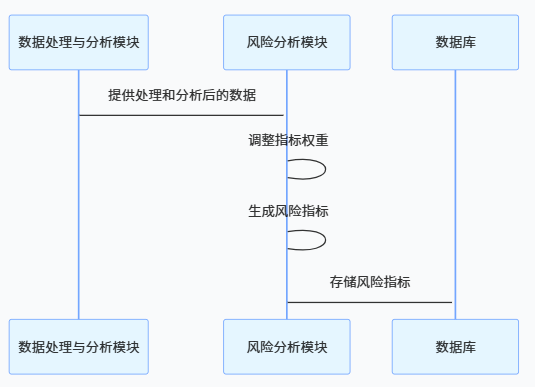 数据处理与分析模块
风险分析模块
数据库
提供处理和分析后的数据
调整指标权重
生成风险指标
存储风险指标
数据处理与分析模块
风险分析模块
数据库